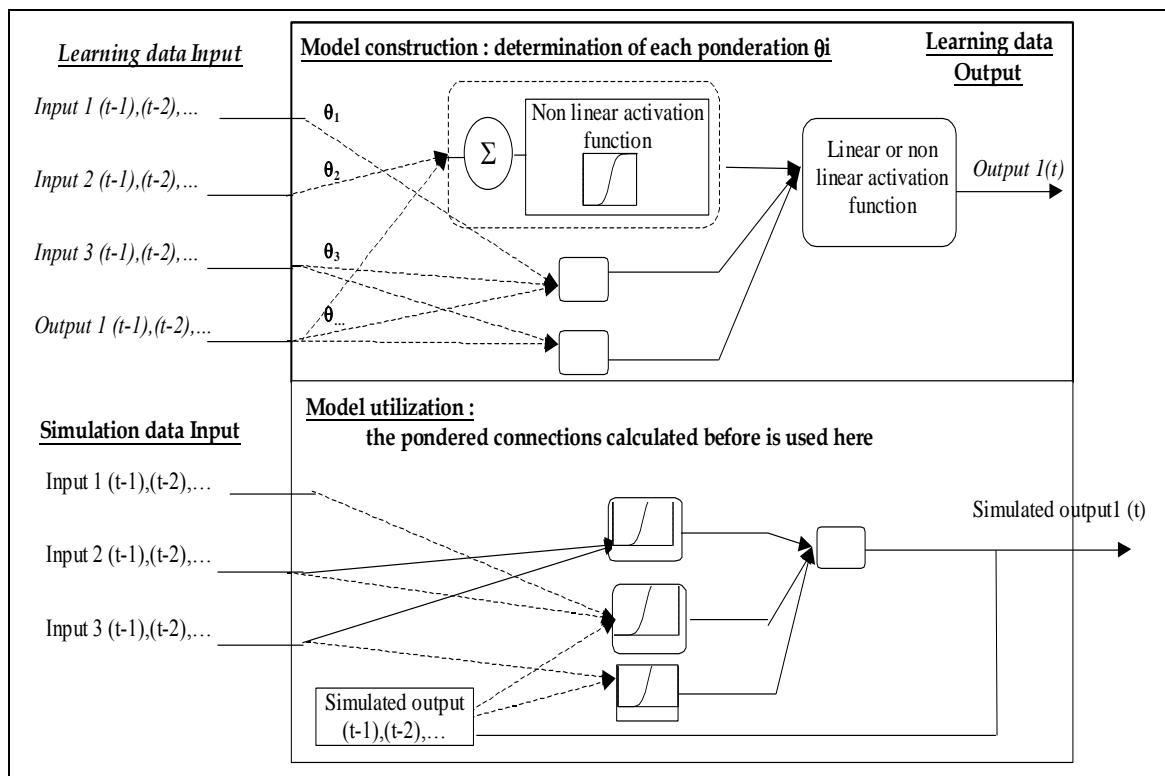 Learning data Input
Model construction : determination of each ponderation θi
Learning data
Output
Input 1 (t-1),(t-2),...
θ1
Non linear activation
function
Σ
Input 2 (t-1),(t-2),...
θ2
Linear or non
linear activation
function
Output 1(t)
Input 3 (t-1),(t-2),...
θ3
Output 1 (t-1),(t-2),...
θ...
Model utilization :
the pondered connections calculated before is used here
Simulation data Input
Input 1 (t-1),(t-2),...
Simulated output1 (t)
Input 2 (t-1),(t-2),...
Input 3 (t-1),(t-2),...
Simulated output
(t-1),(t-2),...